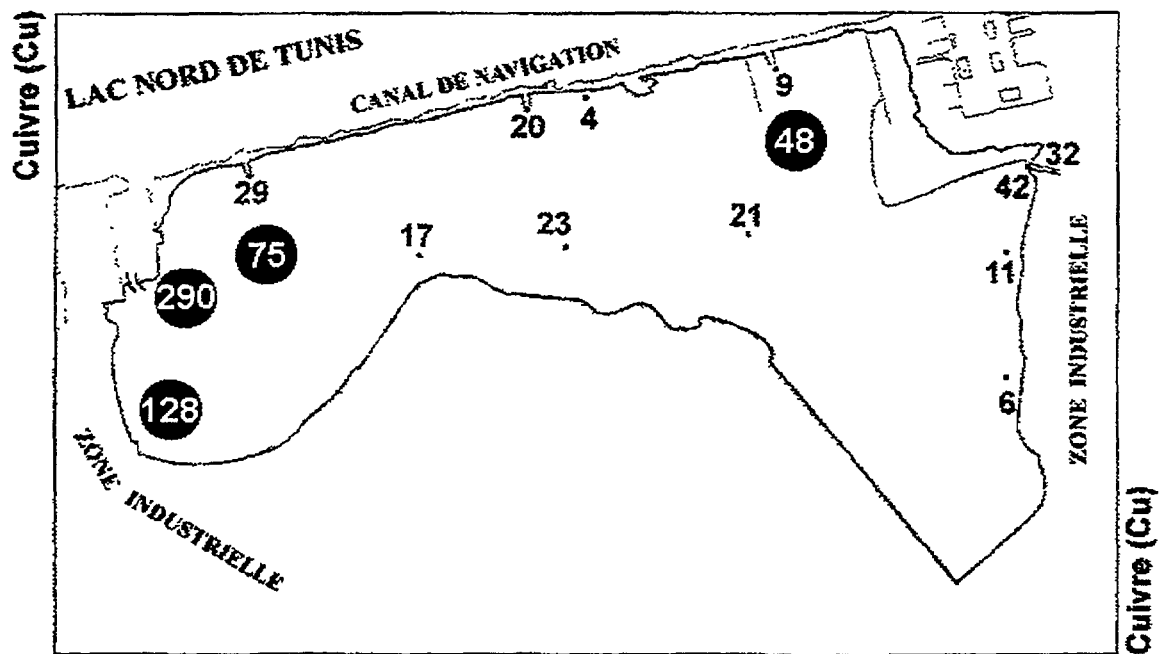 Cuivre (Cu)
LAC NORD DE TUNIS
CANAL DE NAVIGATION
9
20
4
48
32
29
42
17
23
21
75
11
290
6
128
ZONE INDUSTRIELLE
ZONE INDUSTRIELLE
Cuivre (Cu)